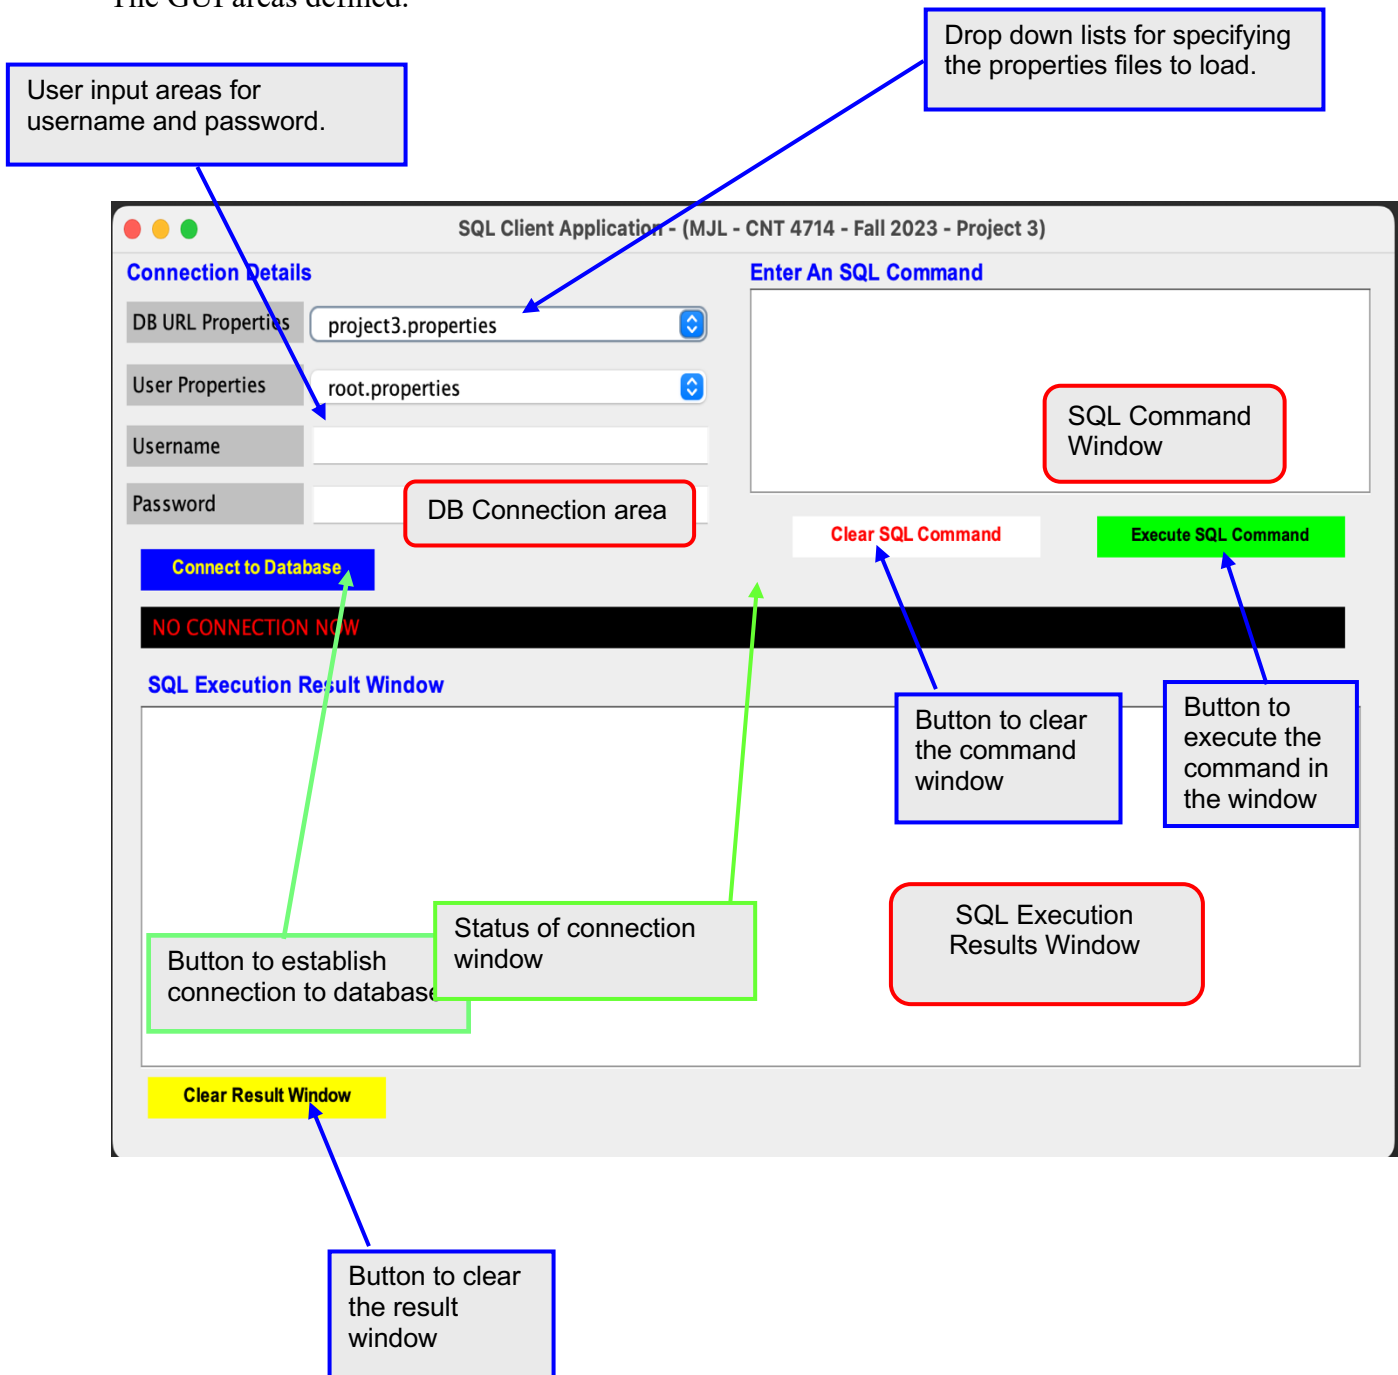 The GUI areas defined.
Drop down lists for specifying
the properties files to load.
User input areas for
username and password.
SQL Client Application - (MJL - CNT 4714 - Fall 2023 - Project 3)
Connection Details
Enter An SQL Command
DB URL Properties
project3.properties
User Properties
root.properties
SQL Command
Window
Username
Password
DB Connection area
Clear SQL Command
Execute SQL Command
Connect to Database
NO CONNECTION NOW
SQL Execution Result Window
Button to clear
the command
window
Button to
execute the
command in
the window
Status of connection
window
SQL Execution
Results Window
Button to establish
connection to database
Clear Result Window
Button to clear
the result
window